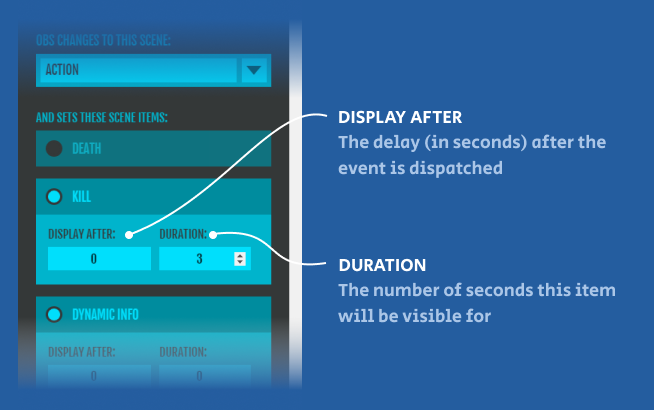 OBS CHANGES TO THIS SCENE:
ACTION
AND SETS THESE SCENE ITEMS:
DEATH
KILL
DISPLAY AFTER: DURATION:
0 3
DYNAMIC INFO
DISPLAY AFTER: DURATION:
0 0
DISPLAY AFTER
The delay (in seconds) after the
event is dispatched
DURATION
The number of seconds this item
will be visible for